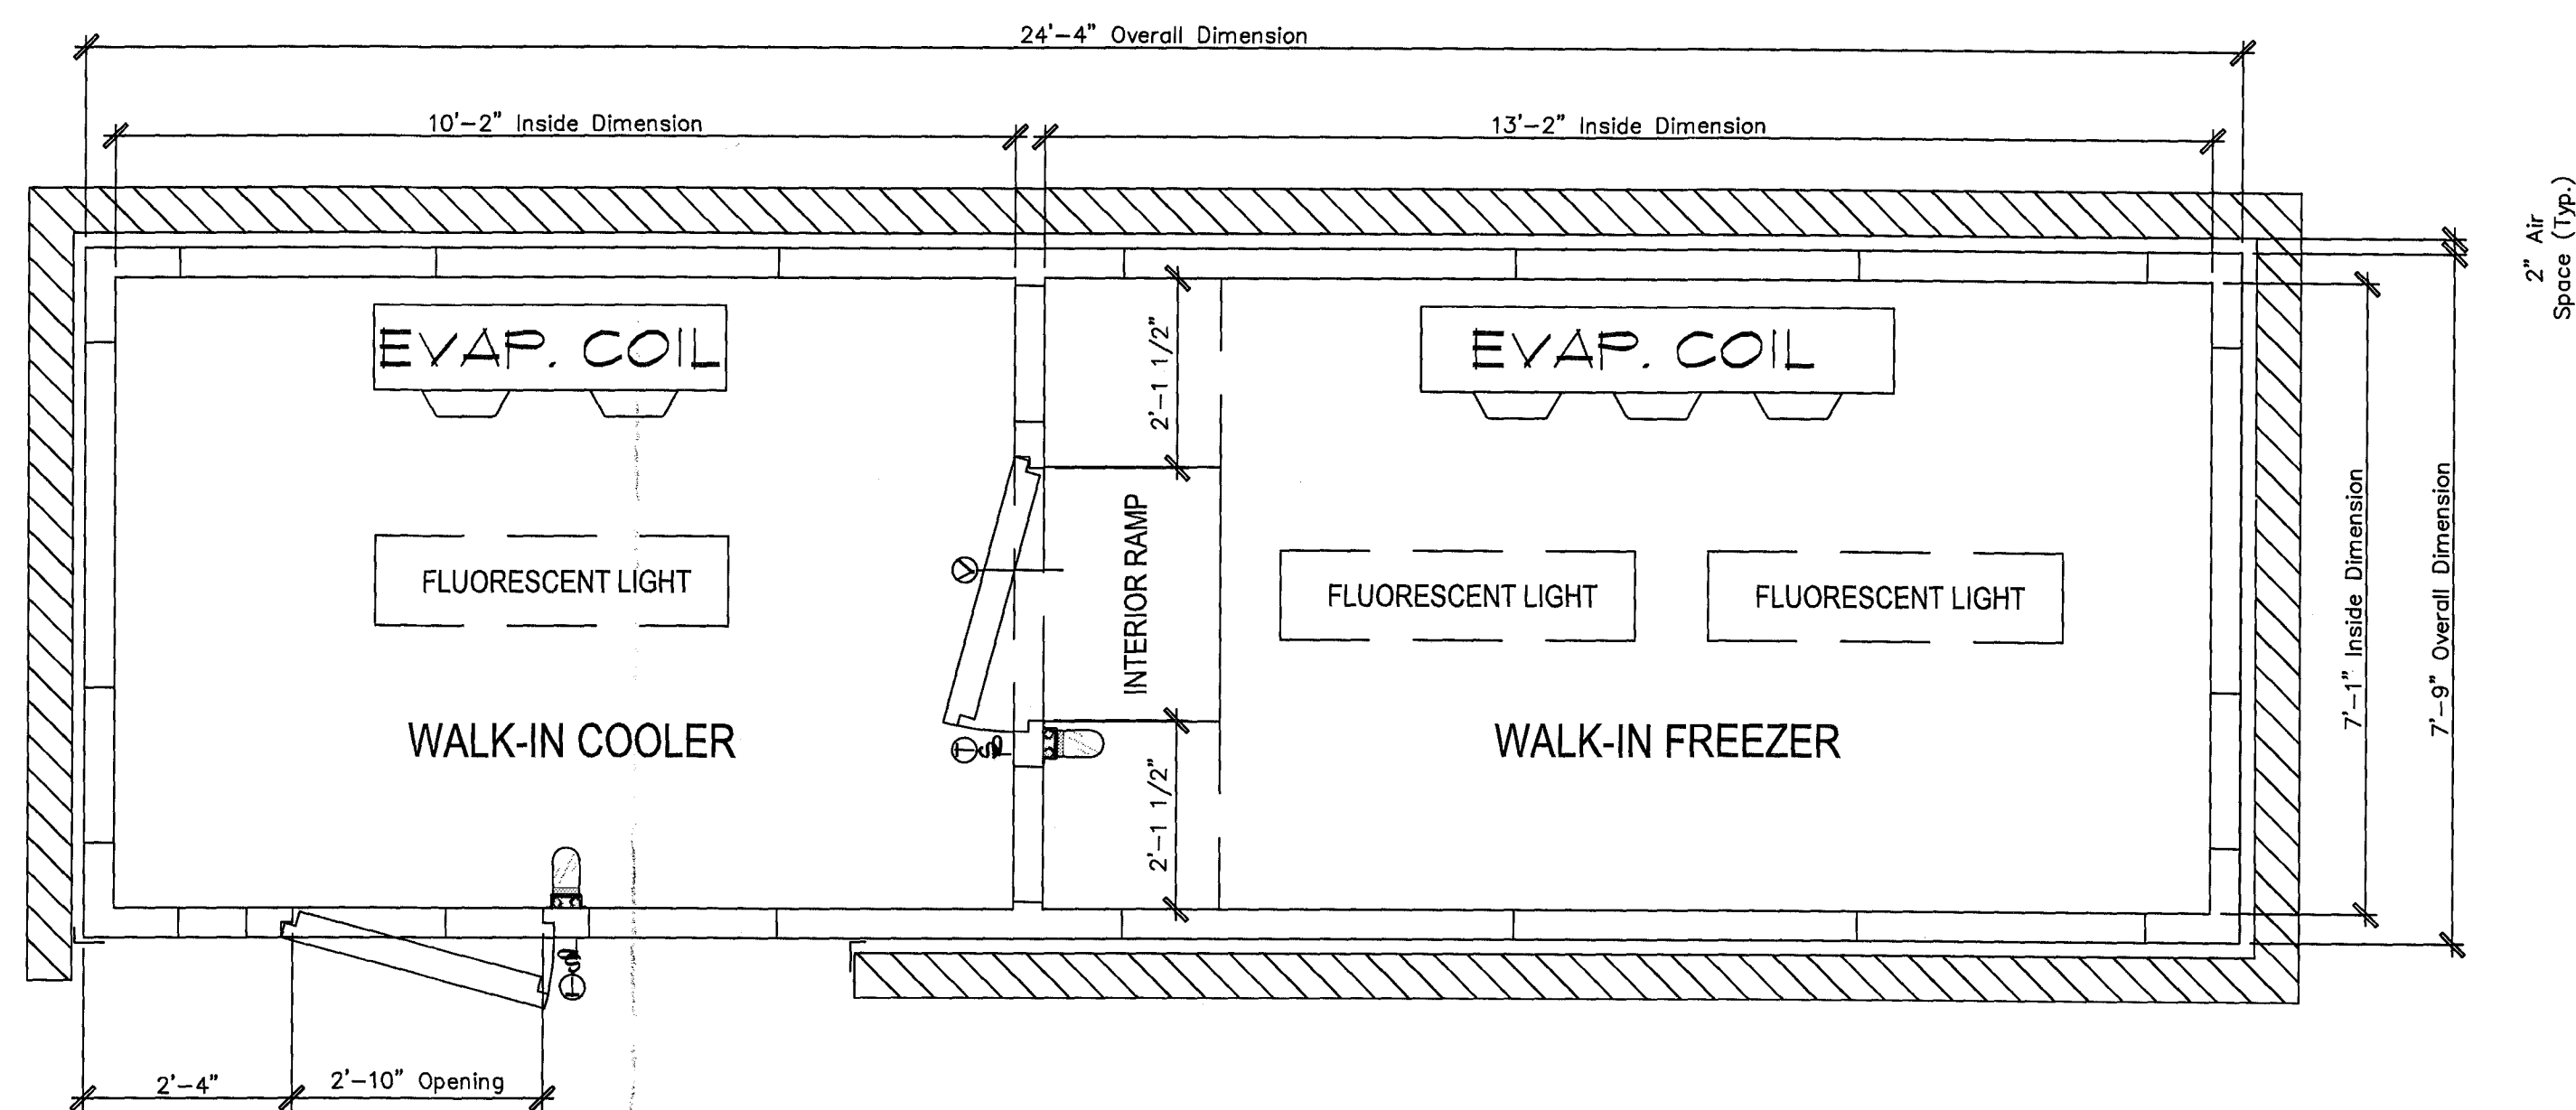 24'-4" Overall Dimension
10'-2" Inside Dimension
13'-2" Inside Dimension
2" Air
Space (Typ.)
EVAP. COIL
EVAP. COIL
2'-1 1/2"
FLUORESCENT LIGHT
INTERIOR RAMP
FLUORESCENT LIGHT
FLUORESCENT LIGHT
7'-1" Inside Dimension
7'-9" Overall Dimension
V
WALK-IN COOLER
T
WALK-IN FREEZER
2'-1 1/2"
T
2'-4"
2'-10" Opening